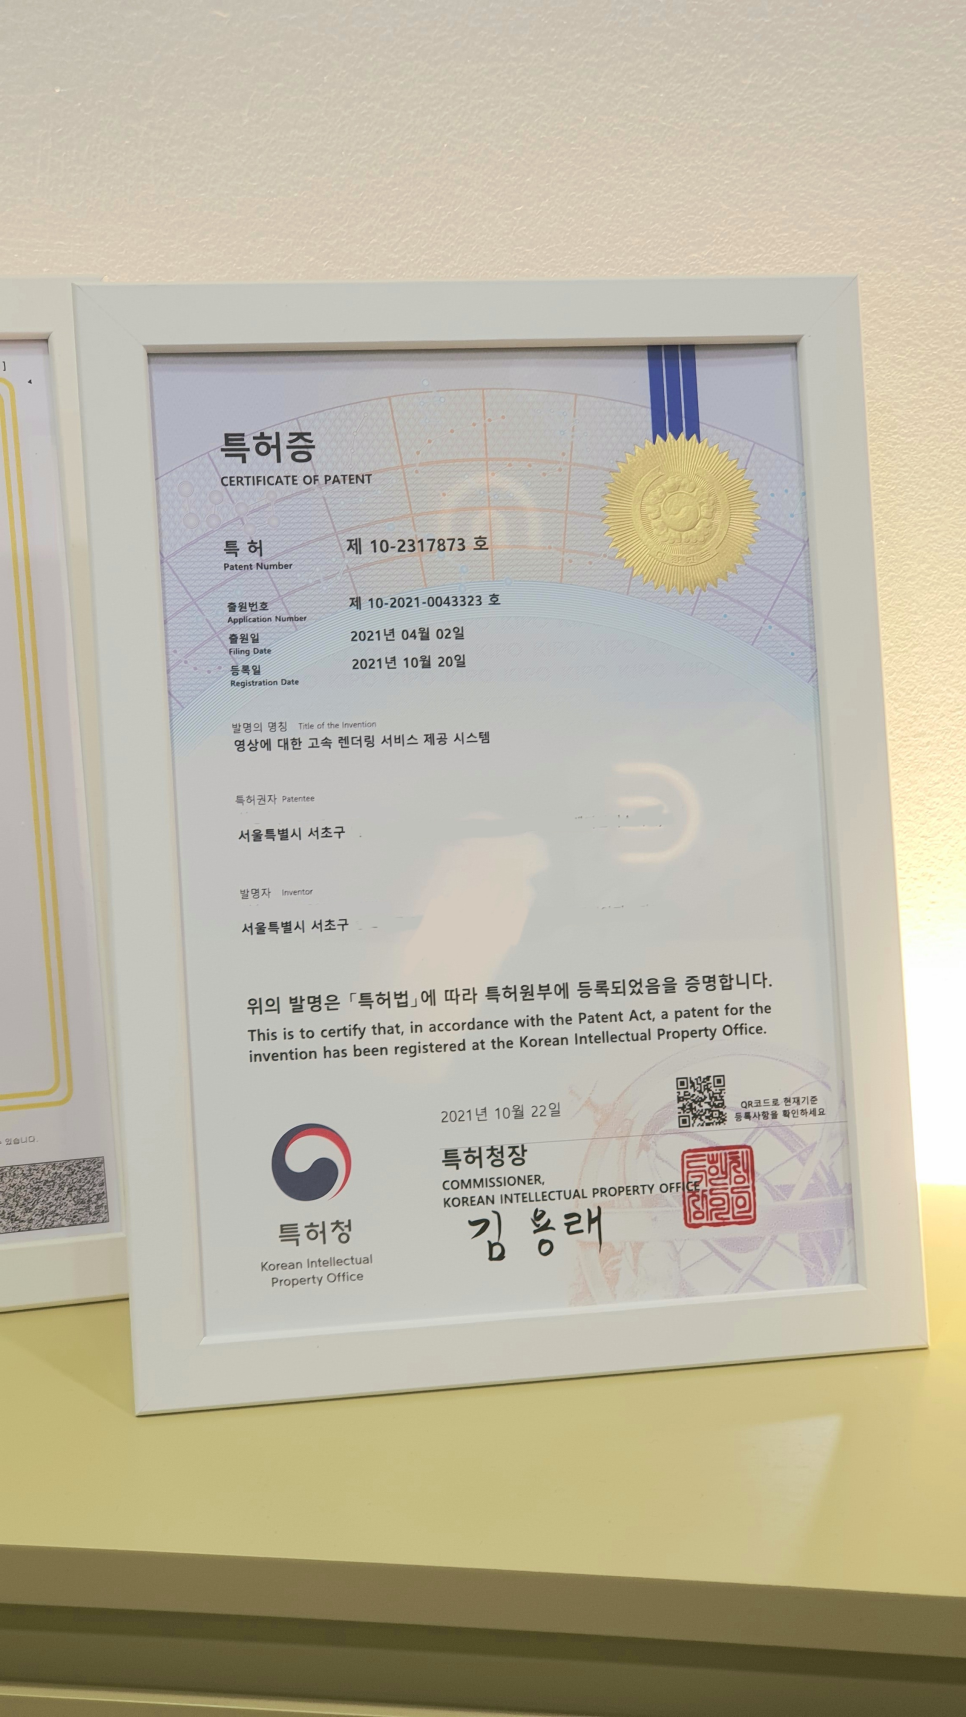 특허증
CERTIFICATE OF PATENT
특 허 제 10-2317873 호
Patent Number
출원번호 제 10-2021-0043323 호
Application Number
출원일 2021년 04월 02일
Filing Date
등록일 2021년 10월 20일
Registration Date
발명의 명칭 Title of the Invention
영상에 대한 고속 렌더링 서비스 제공 시스템
특허권자 Patentee
서울특별시 서초구
발명자 Inventor
서울특별시 서초구
위의 발명은 「특허법」에 따라 특허원부에 등록되었음을 증명합니다.
This is to certify that, in accordance with the Patent Act, a patent for the
invention has been registered at the Korean Intellectual Property Office.
2021년 10월 22일
QR코드로 현재기준
등록사항을 확인하세요
특허청장
COMMISSIONER,
KOREAN INTELLECTUAL PROPERTY OFFICE
김 용 래
특허청
Korean Intellectual
Property Office
있습니다.